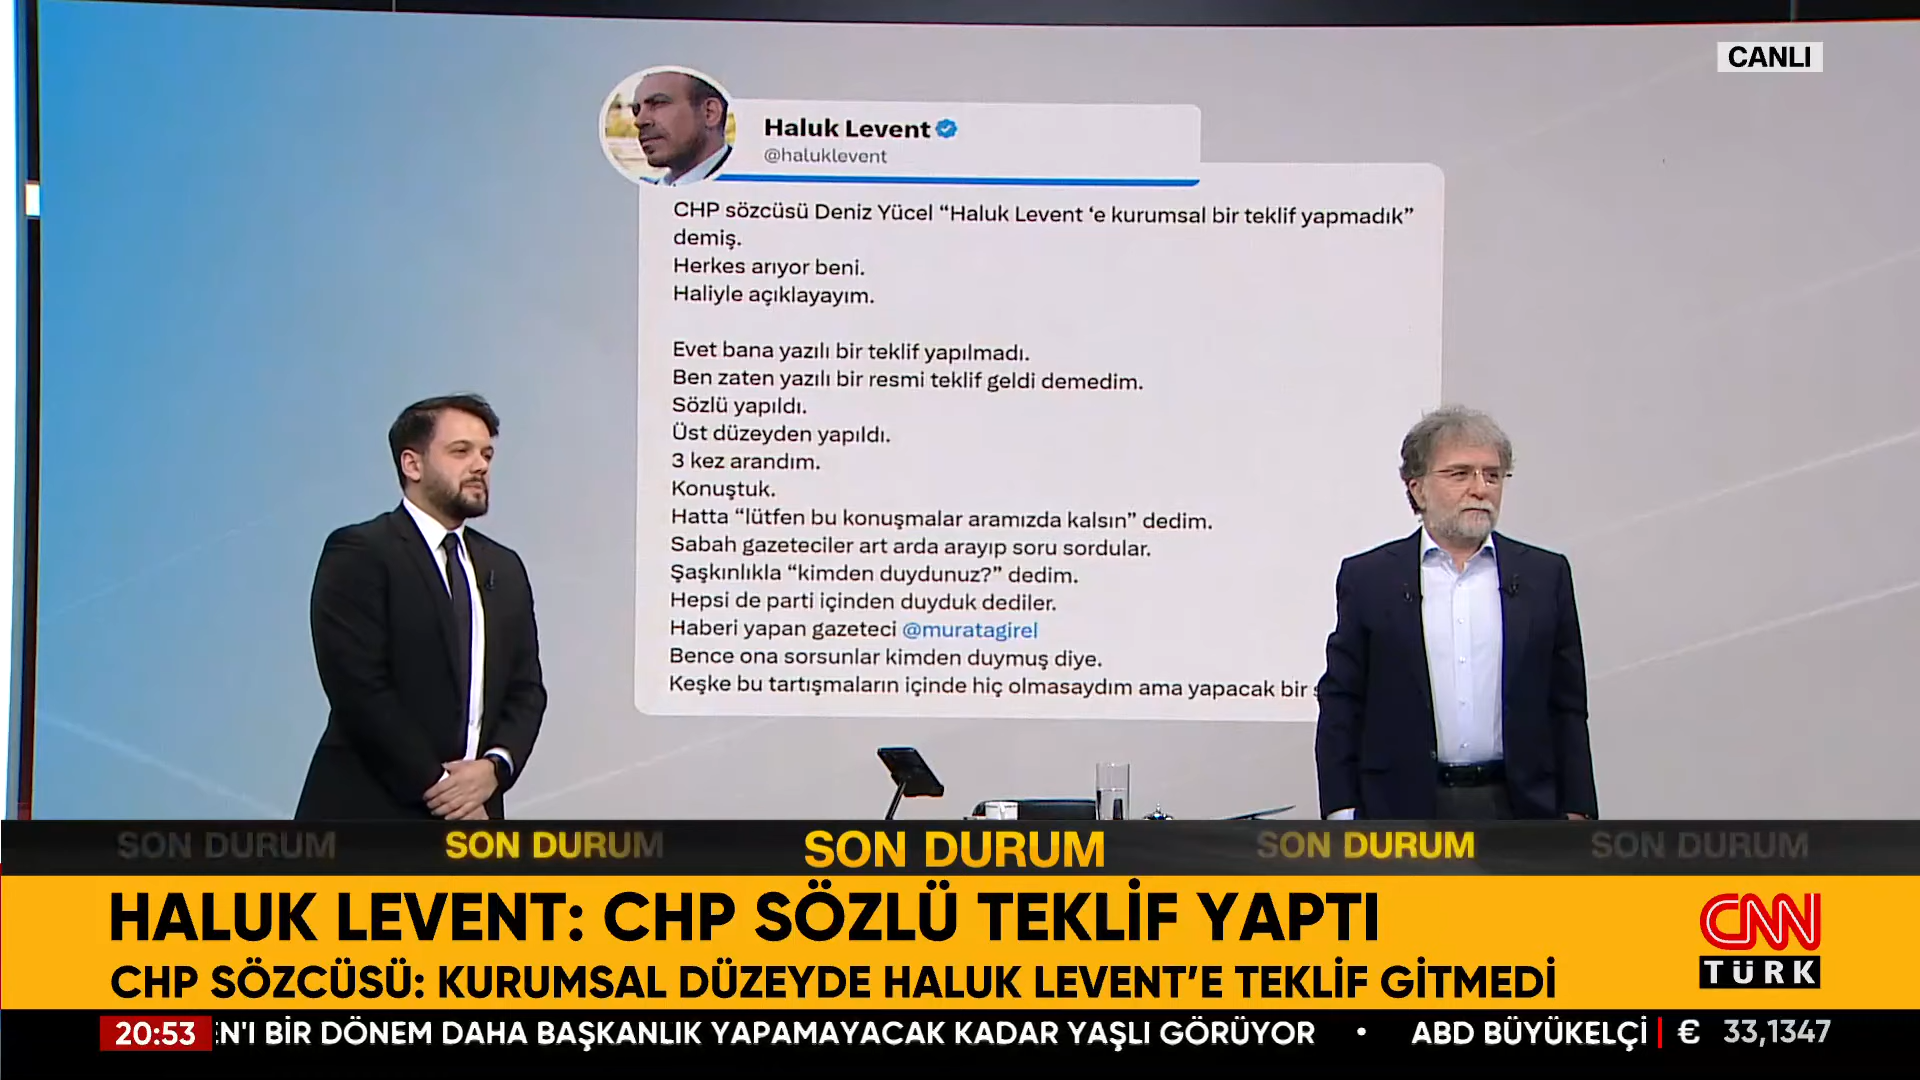 CANLI
Haluk Levent
@haluklevent
CHP sözcüsü Deniz Yücel “Haluk Levent ‘e kurumsal bir teklif yapmadık”
demiş.
Herkes arıyor beni.
Haliyle açıklayayım.
Evet bana yazılı bir teklif yapılmadı.
Ben zaten yazılı bir resmi teklif geldi demedim.
Sözlü yapıldı.
Üst düzeyden yapıldı.
3 kez arandım.
Konuştuk.
Hatta “lütfen bu konuşmalar aramızda kalsın” dedim.
Sabah gazeteciler art arda arayıp soru sordular.
Şaşkınlıkla “kimden duydunuz?” dedim.
Hepsi de parti içinden duyduk dediler.
Haberi yapan gazeteci @muratagirel
Bence ona sorsunlar kimden duymuş diye.
Keşke bu tartışmaların içinde hiç olmasaydım ama yapacak bir
SON DURUM SON DURUM SON DURUM SON DURUM SON DURUM
HALUK LEVENT: CHP SÖZLÜ TEKLİF YAPTI
CHP SÖZCÜSÜ: KURUMSAL DÜZEYDE HALUK LEVENT’E TEKLİF GİTMEDİ
CNN
TÜRK
20:53 EN'I BİR DÖNEM DAHA BAŞKANLIK YAPAMAYACAK KADAR YAŞLI GÖRÜYOR • ABD BÜYÜKELÇİ € 33,1347